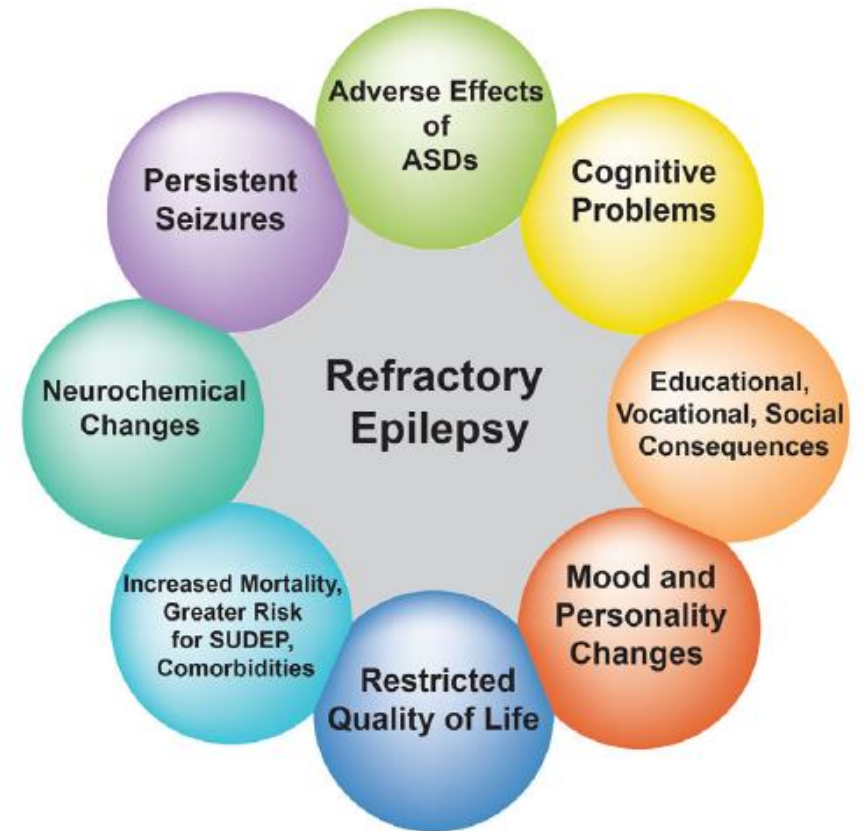 Adverse Effects
of
ASDs
Cognitive
Problems
Educational,
Vocational, Social
Consequences
Mood and
Personality
Changes
Restricted
Quality of Life
Increased Mortality,
Greater Risk
for SUDEP,
Comorbidities
Neurochemical
Changes
Persistent
Seizures
Refractory
Epilepsy